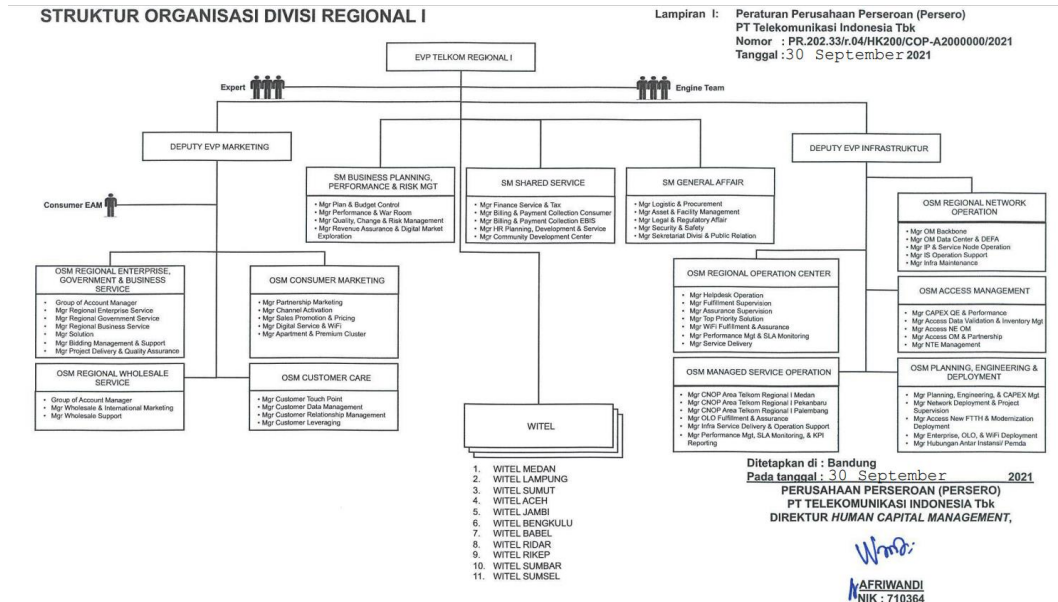 STRUKTUR ORGANISASI DIVISI REGIONAL I
Lampiran I: Peraturan Perusahaan Perseroan (Persero)
PT Telekomunikasi Indonesia Tbk
Nomor : PR.202.33/r.04/HK200/COP-A2000000/2021
Tanggal : 30 September 2021
EVP TELKOM REGIONAL I
Expert
Engine Team
DEPUTY EVP MARKETING
DEPUTY EVP INFRASTRUKTUR
Consumer EAM
SM BUSINESS PLANNING,
PERFORMANCE & RISK MGT
• Mgr Plan & Budget Control
• Mgr Performance & War Room
• Mgr Quality, Change & Risk Management
• Mgr Revenue Assurance & Digital Market
Exploration
SM SHARED SERVICE
• Mgr Finance Service & Tax
• Mgr Billing & Payment Collection Consumer
• Mgr Billing & Payment Collection EBIS
• Mgr HR Planning, Development & Service
• Mgr Community Development Center
SM GENERAL AFFAIR
• Mgr Logistic & Procurement
• Mgr Asset & Facility Management
• Mgr Legal & Regulatory Affair
• Mgr Security & Safety
• Mgr Sekretariat Divisi & Public Relation
OSM REGIONAL NETWORK
OPERATION
• Mgr OM Backbone
• Mgr OM Data Center & DEFA
• Mgr IP & Service Node Operation
• Mgr IS Operation Support
• Mgr Infra Maintenance
OSM REGIONAL ENTERPRISE,
GOVERNMENT & BUSINESS
SERVICE
• Group of Account Manager
• Mgr Regional Enterprise Service
• Mgr Regional Government Service
• Mgr Regional Business Service
• Mgr Solution
• Mgr Bidding Management & Support
• Mgr Project Delivery & Quality Assurance
OSM CONSUMER MARKETING
• Mgr Partnership Marketing
• Mgr Channel Activation
• Mgr Sales Promotion & Pricing
• Mgr Digital Service & WiFi
• Mgr Apartment & Premium Cluster
OSM REGIONAL OPERATION CENTER
• Mgr Helpdesk Operation
• Mgr Fulfillment Supervision
• Mgr Assurance Supervision
• Mgr Top Priority Solution
• Mgr WIFI Fulfillment & Assurance
• Mgr Performance Mgt & SLA Monitoring
• Mgr Service Delivery
OSM ACCESS MANAGEMENT
• Mgr CAPEX QE & Performance
• Mgr Access Data Validation & Inventory Mgt
• Mgr Access NE OM
• Mgr Access OM & Partnership
• Mgr NTE Management
OSM REGIONAL WHOLESALE
SERVICE
• Group of Account Manager
• Mgr Wholesale & International Marketing
• Mgr Wholesale Support
OSM CUSTOMER CARE
• Mgr Customer Touch Point
• Mgr Customer Data Management
• Mgr Customer Relationship Management
• Mgr Customer Leveraging
OSM MANAGED SERVICE OPERATION
• Mgr CNOP Area Telkom Regional I Medan
• Mgr CNOP Area Telkom Regional I Pekanbaru
• Mgr CNOP Area Telkom Regional I Palembang
• Mgr OLO Fulfillment & Assurance
• Mgr Infra Service Delivery & Operation Support
• Mgr Performance Mgt, SLA Monitoring, & KPI
Reporting
OSM PLANNING, ENGINEERING &
DEPLOYMENT
• Mgr Planning, Engineering, & CAPEX Mgt
• Mgr Network Deployment & Project
Supervision
• Mgr Access New FTTH & Modernization
Deployment
• Mgr Enterprise, OLO, & WiFi Deployment
• Mgr Hubungan Antar Instansi/ Pemda
WITEL
1. WITEL MEDAN
2. WITEL LAMPUNG
3. WITEL SUMUT
4. WITEL ACEH
5. WITEL JAMBI
6. WITEL BENGKULU
7. WITEL BABEL
8. WITEL RIDAR
9. WITEL RIKEP
10. WITEL SUMBAR
11. WITEL SUMSEL
Ditetapkan di : Bandung
Pada tanggal : 30 September 2021
PERUSAHAAN PERSEROAN (PERSERO)
PT TELEKOMUNIKASI INDONESIA Tbk
DIREKTUR HUMAN CAPITAL MANAGEMENT,
AFRIWANDI
NIK : 710364